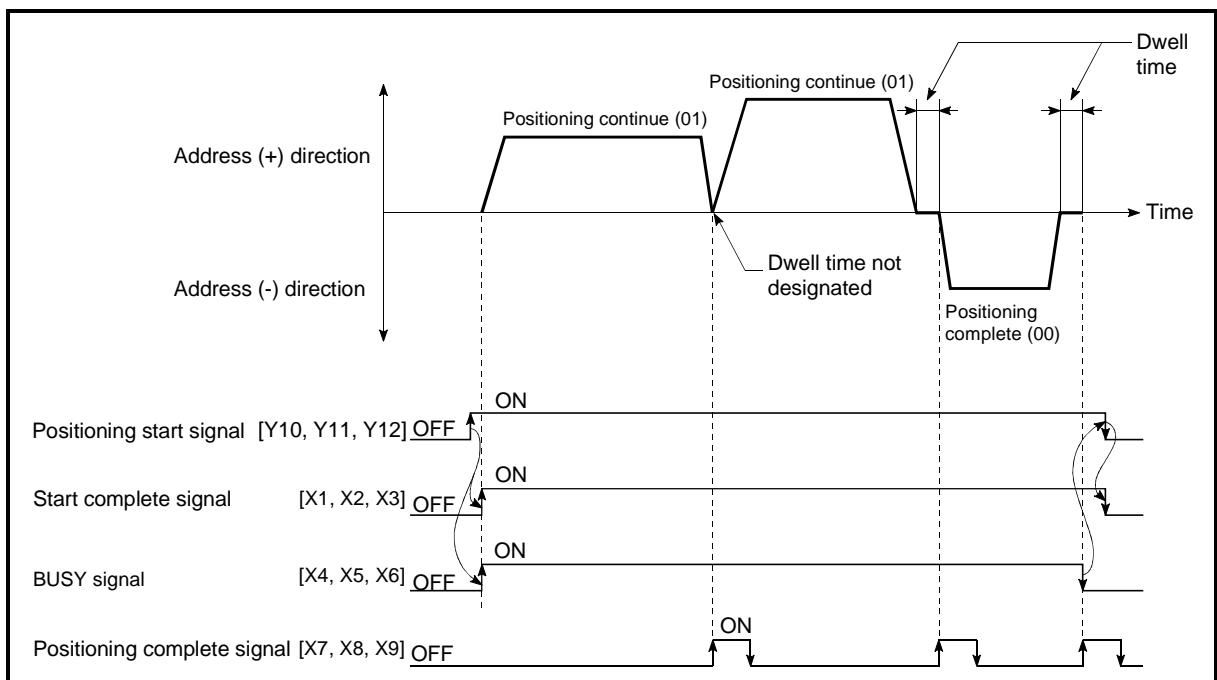 Dwell
time
Positioning continue (01)
Positioning continue (01)
Address (+) direction
Time
Dwell time not
designated
Address (-) direction
Positioning
complete (00)
ON
Positioning start signal [Y10, Y11, Y12] OFF
ON
Start complete signal [X1, X2, X3] OFF
ON
BUSY signal [X4, X5, X6] OFF
ON
Positioning complete signal [X7, X8, X9] OFF